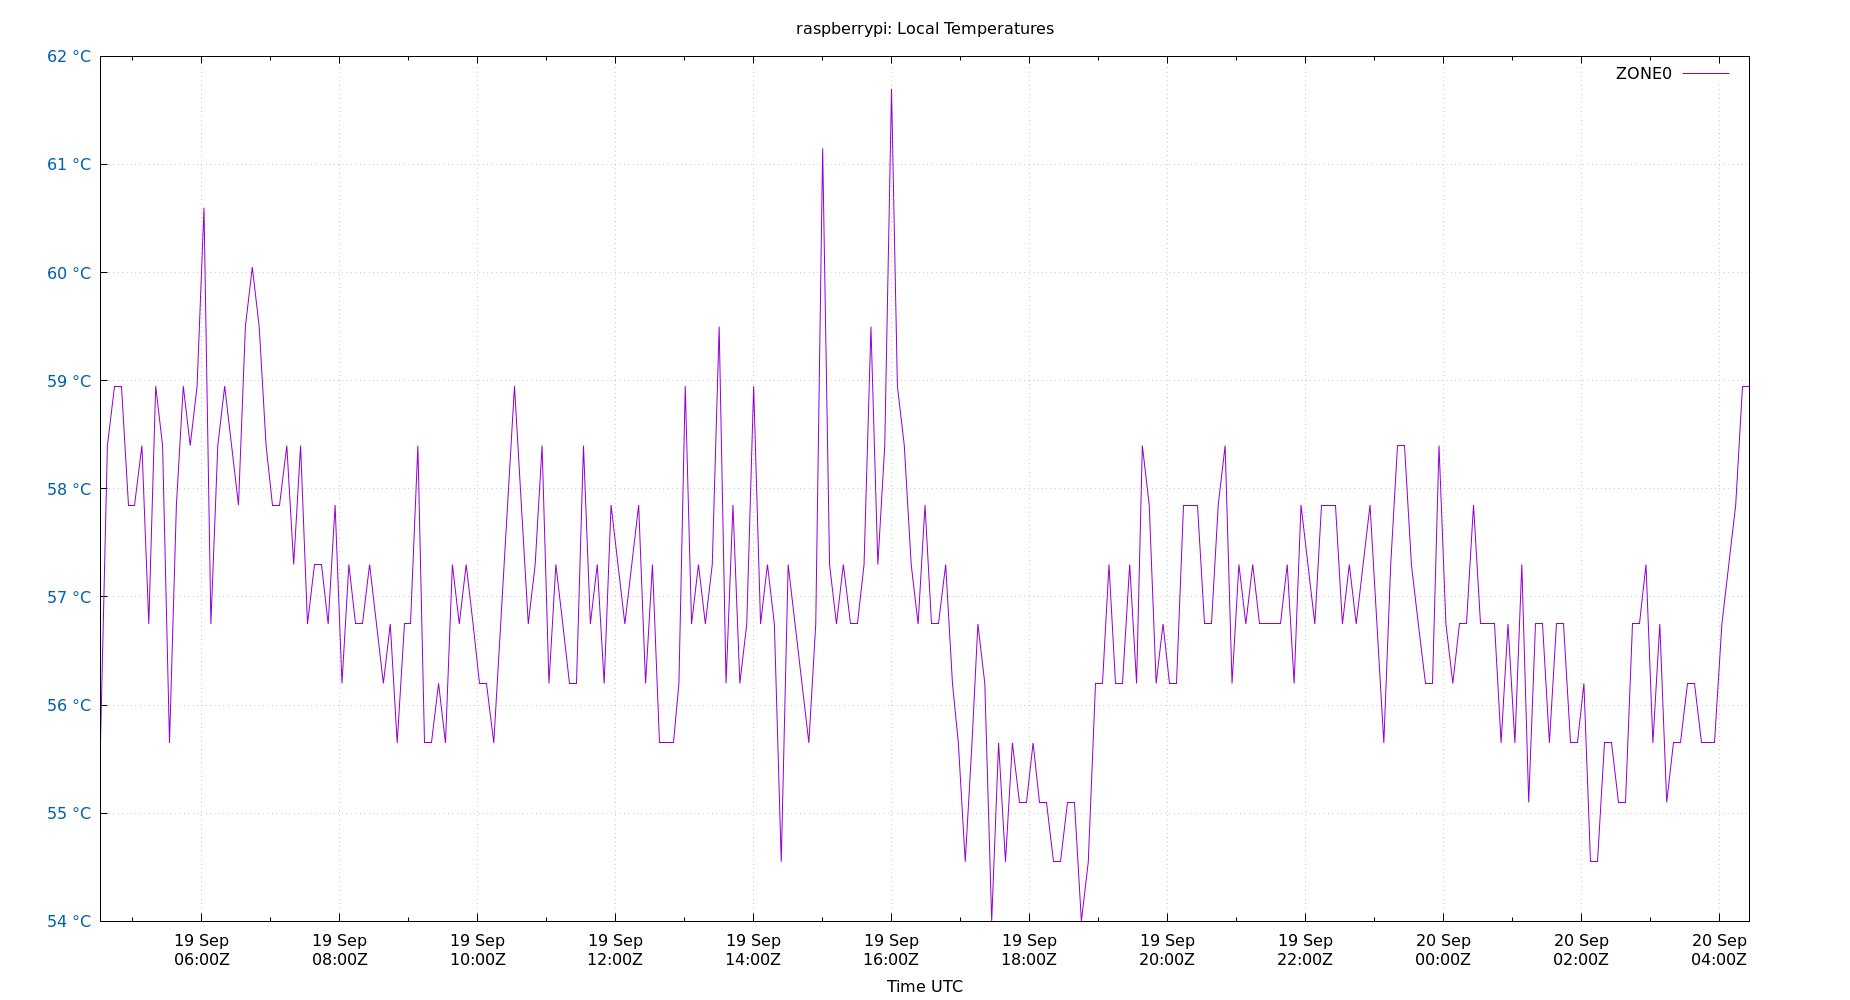 raspberrypi: Local Temperatures
62 °C
ZONE0
61 °C
60 °C
59 °C
58 °C
57 °C
56 °C
55 °C
54 °C
19 Sep 19 Sep 19 Sep 19 Sep 19 Sep 19 Sep 19 Sep 19 Sep 19 Sep 20 Sep 20 Sep 20 Sep
06:00Z 08:00Z 10:00Z 12:00Z 14:00Z 16:00Z 18:00Z 20:00Z 22:00Z 00:00Z 02:00Z 04:00Z
Time UTC